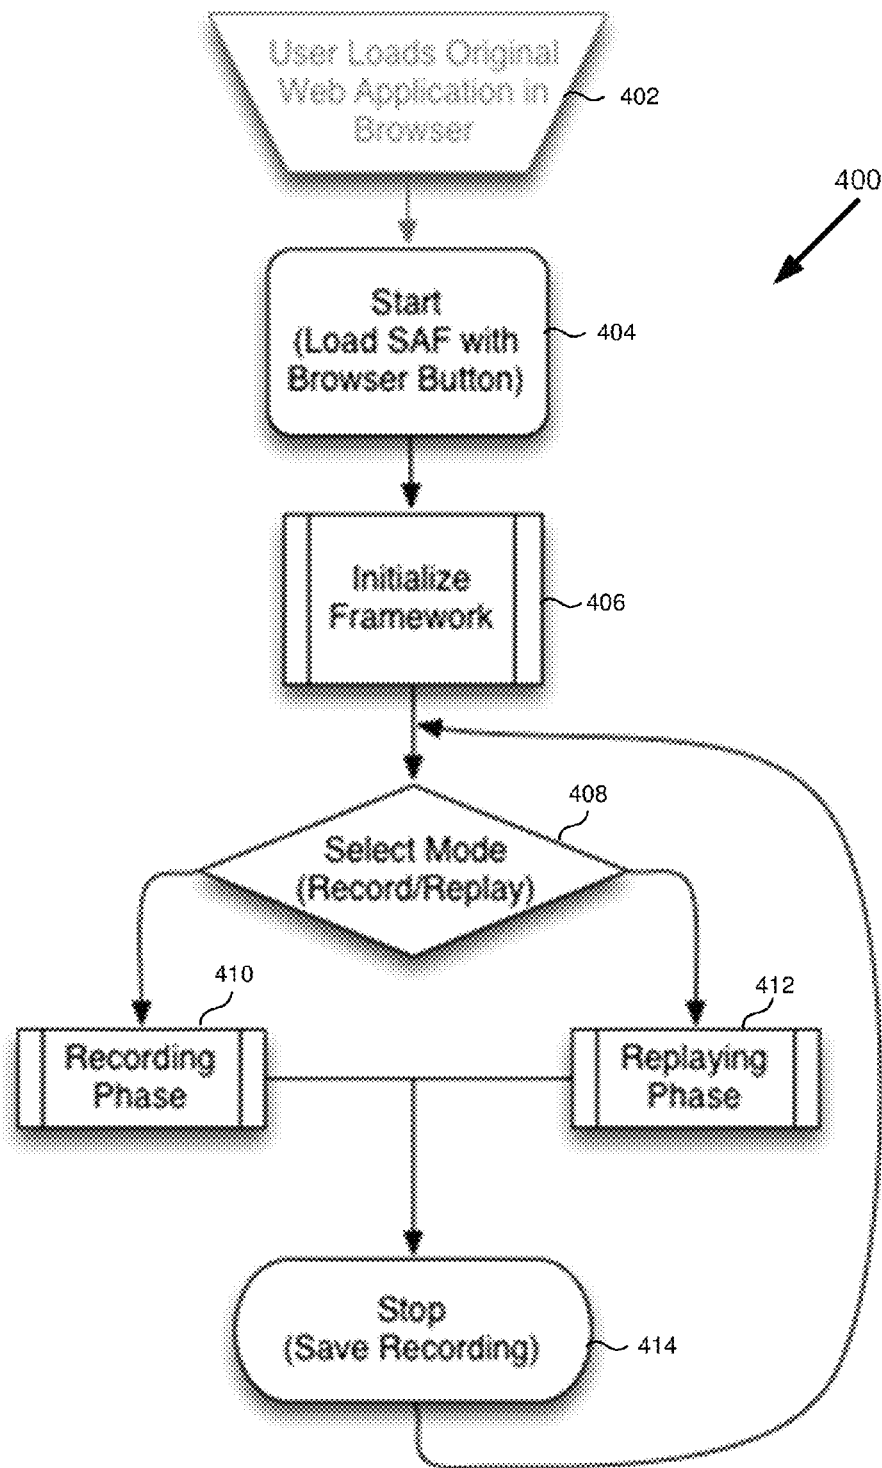 User Loads Original
Web Application in
Browser
402
400
Start
(Load SAF with
Browser Button)
404
Initialize
Framework
406
408
Select Mode
(Record/Replay)
410
Recording
Phase
412
Replaying
Phase
Stop
(Save Recording)
414